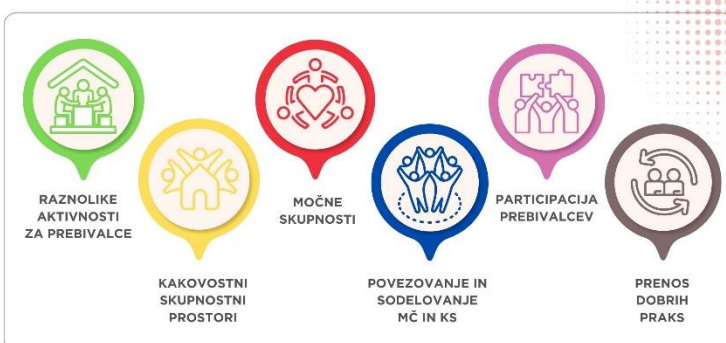 RAZNOLIKE
AKTIVNOSTI
ZA PREBIVALCE
KAKOVOSTNI
SKUPNOSTNI
PROSTORI
MOČNE
SKUPNOSTI
POVEZOVANJE IN
SODELOVANJE
MČ IN KS
PARTICIPACIJA
PREBIVALCEV
PRENOS
DOBRIH
PRAKS